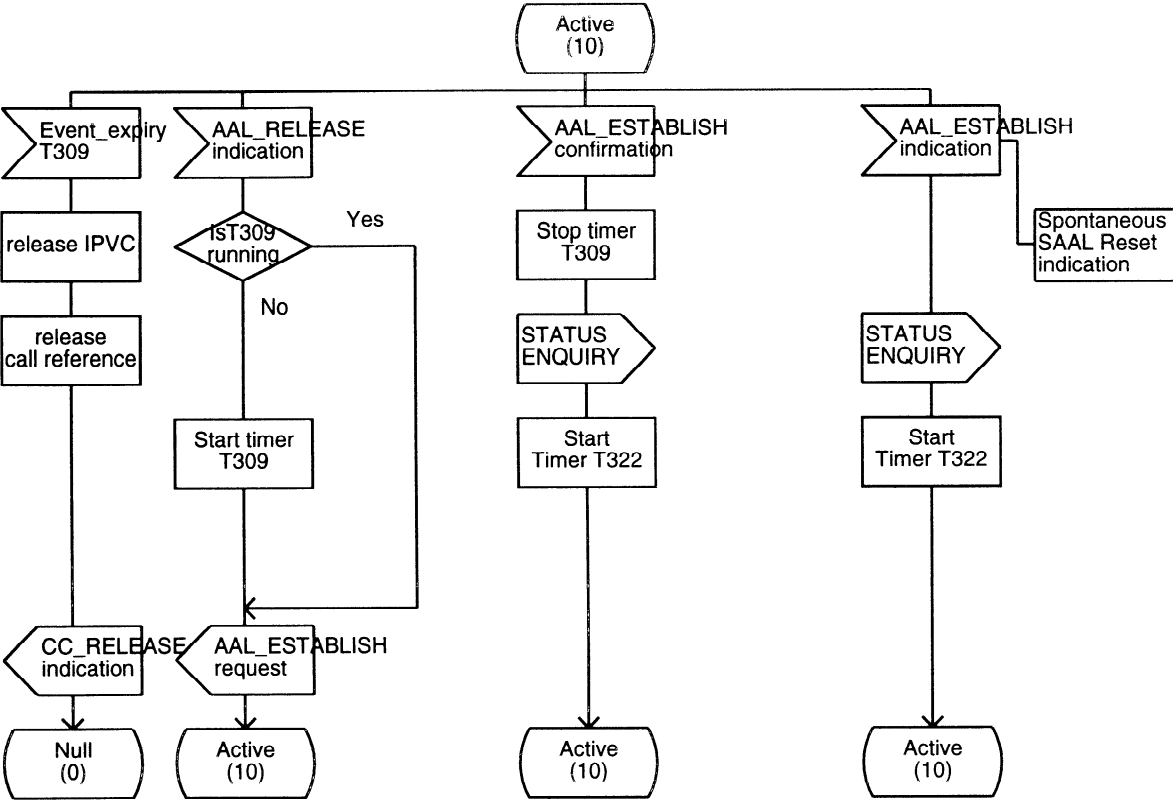 Active
(10)
Event_expiry
T309
AAL_RELEASE
indication
AAL_ESTABLISH
confirmation
AAL_ESTABLISH
indication
release IPVC
isT309
running
Yes
No
Stop timer
T309
Spontaneous
SAAL Reset
indication
release
call reference
STATUS
ENQUIRY
STATUS
ENQUIRY
Start timer
T309
Start
Timer T322
Start
Timer T322
CC_RELEASE
indication
AAL_ESTABLISH
request
Null
(0)
Active
(10)
Active
(10)
Active
(10)